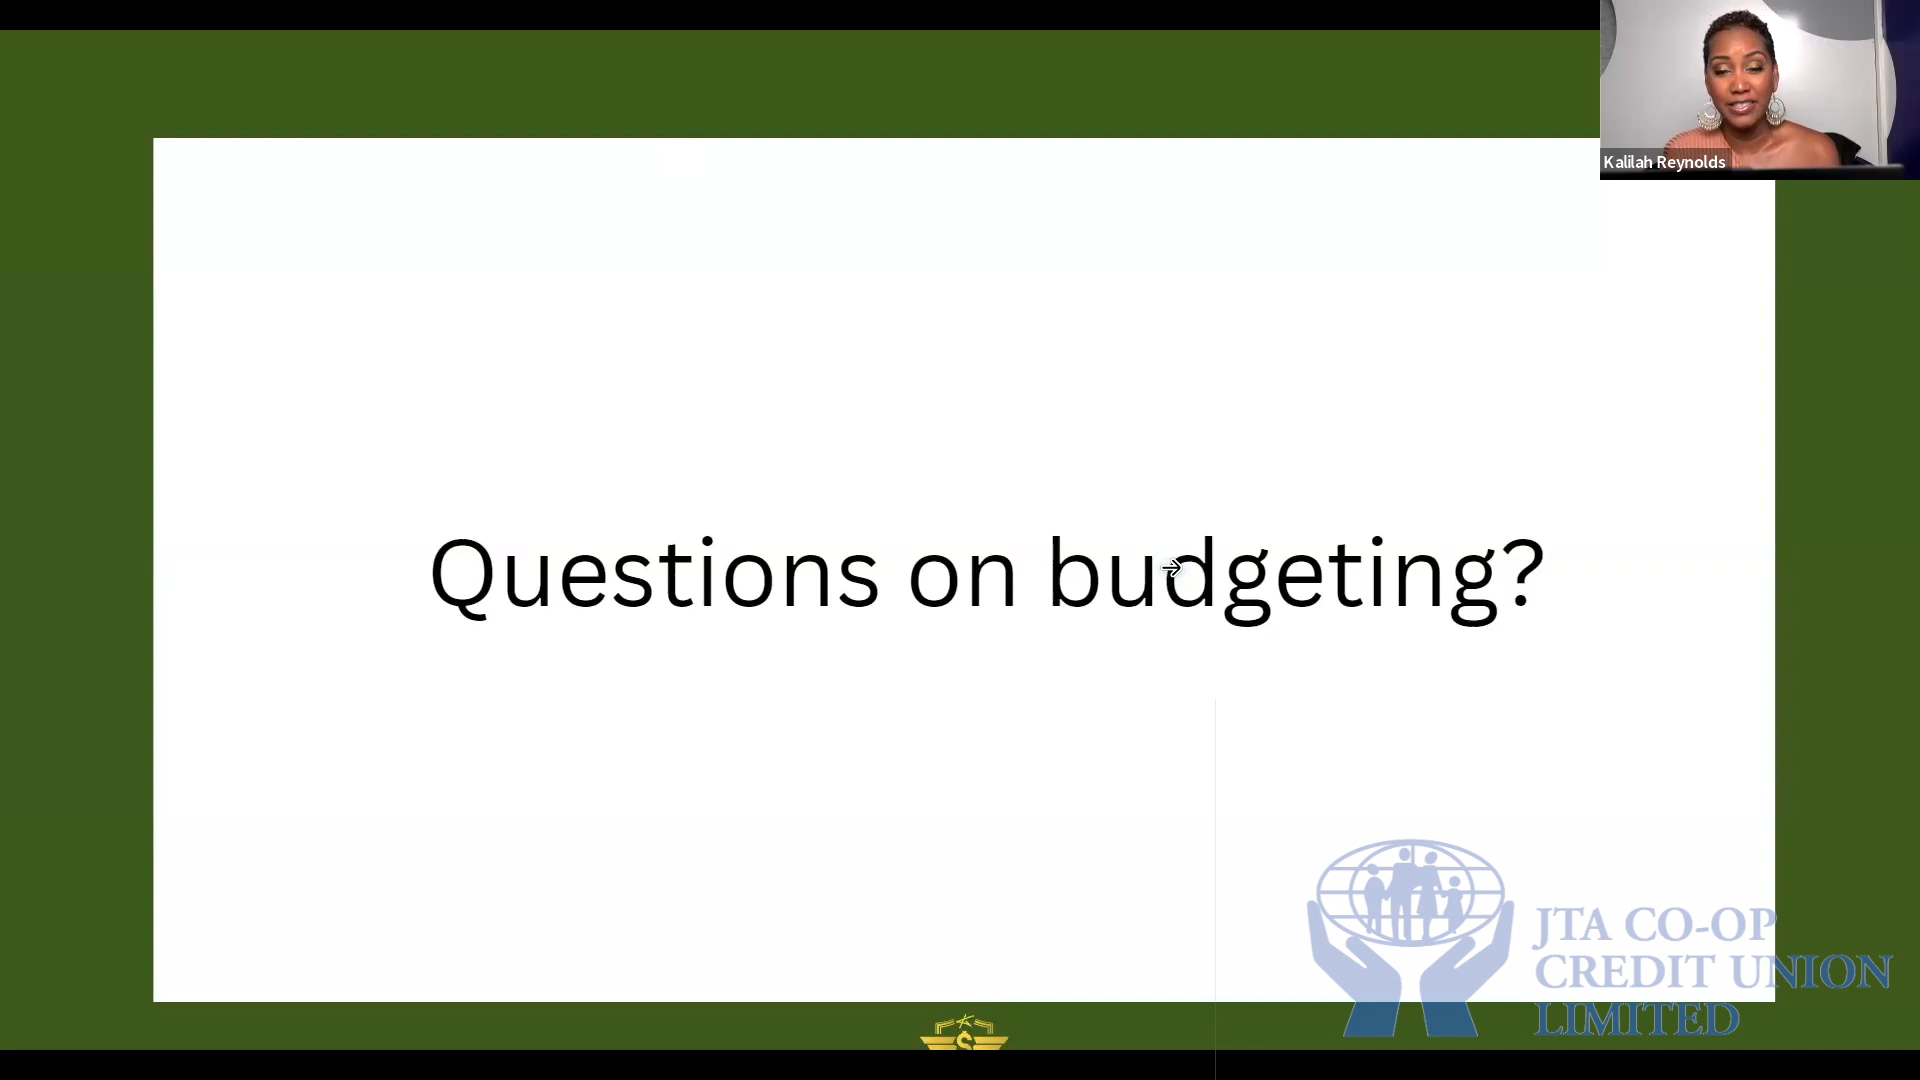 Kalilah Reynolds
Questions on budgeting?
JTA CO-OP
CREDIT UNION
LIMITED